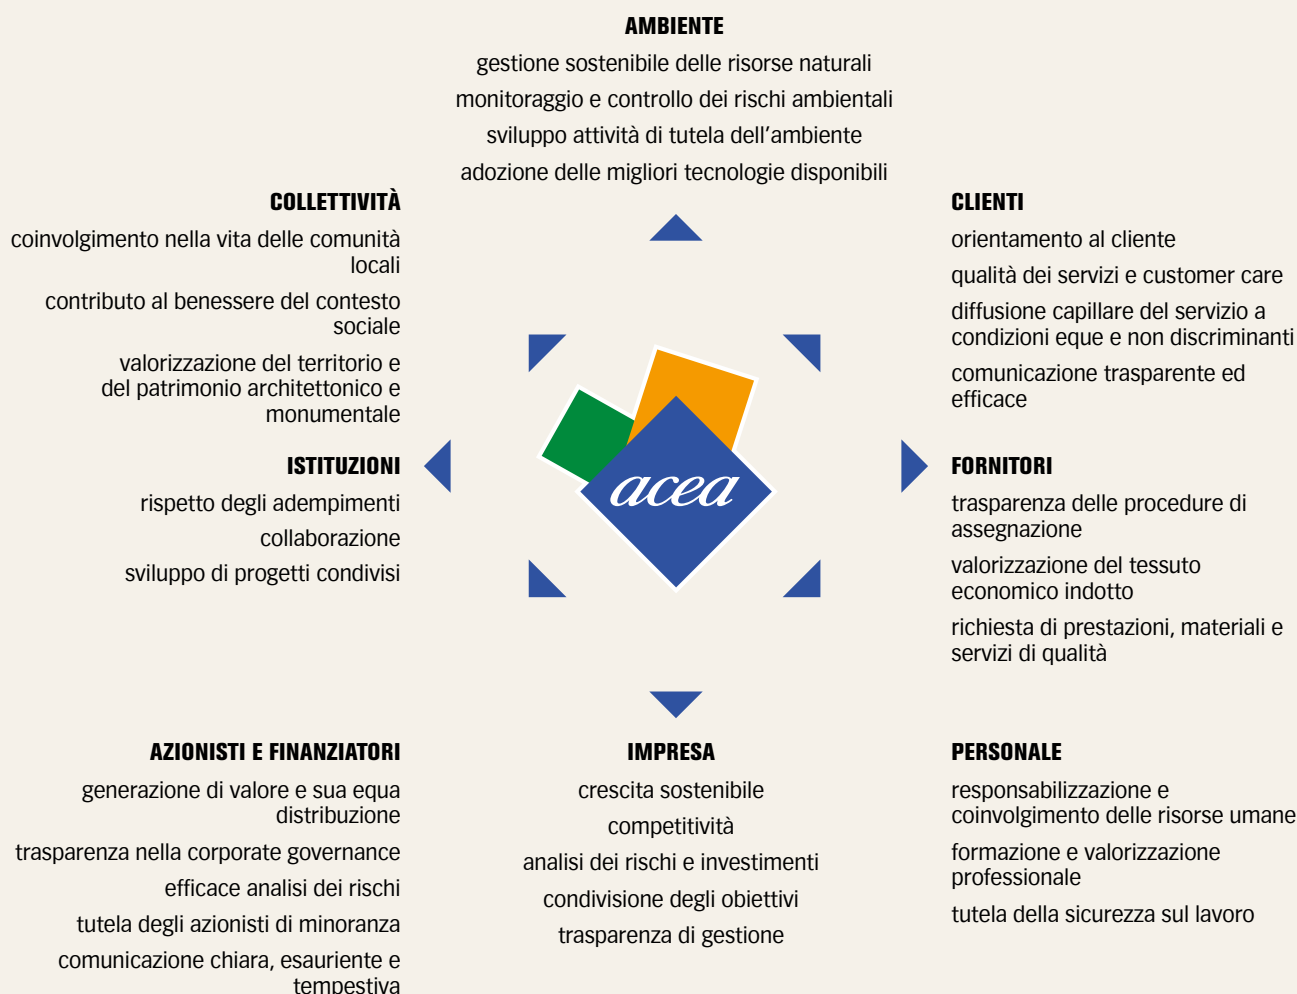 AMBIENTE
gestione sostenibile delle risorse naturali
monitoraggio e controllo dei rischi ambientali
sviluppo attività di tutela dell’ambiente
adozione delle migliori tecnologie disponibili
COLLETTIVITÀ
coinvolgimento nella vita delle comunità
locali
contributo al benessere del contesto
sociale
valorizzazione del territorio e
del patrimonio architettonico e
monumentale
CLIENTI
orientamento al cliente
qualità dei servizi e customer care
diffusione capillare del servizio a
condizioni eque e non discriminanti
comunicazione trasparente ed
efficace
acea
ISTITUZIONI
rispetto degli adempimenti
collaborazione
sviluppo di progetti condivisi
FORNITORI
trasparenza delle procedure di
assegnazione
valorizzazione del tessuto
economico indotto
richiesta di prestazioni, materiali e
servizi di qualità
AZIONISTI E FINANZIATORI
generazione di valore e sua equa
distribuzione
trasparenza nella corporate governance
efficace analisi dei rischi
tutela degli azionisti di minoranza
comunicazione chiara, esauriente e
tempestiva
IMPRESA
crescita sostenibile
competitività
analisi dei rischi e investimenti
condivisione degli obiettivi
trasparenza di gestione
PERSONALE
responsabilizzazione e
coinvolgimento delle risorse umane
formazione e valorizzazione
professionale
tutela della sicurezza sul lavoro